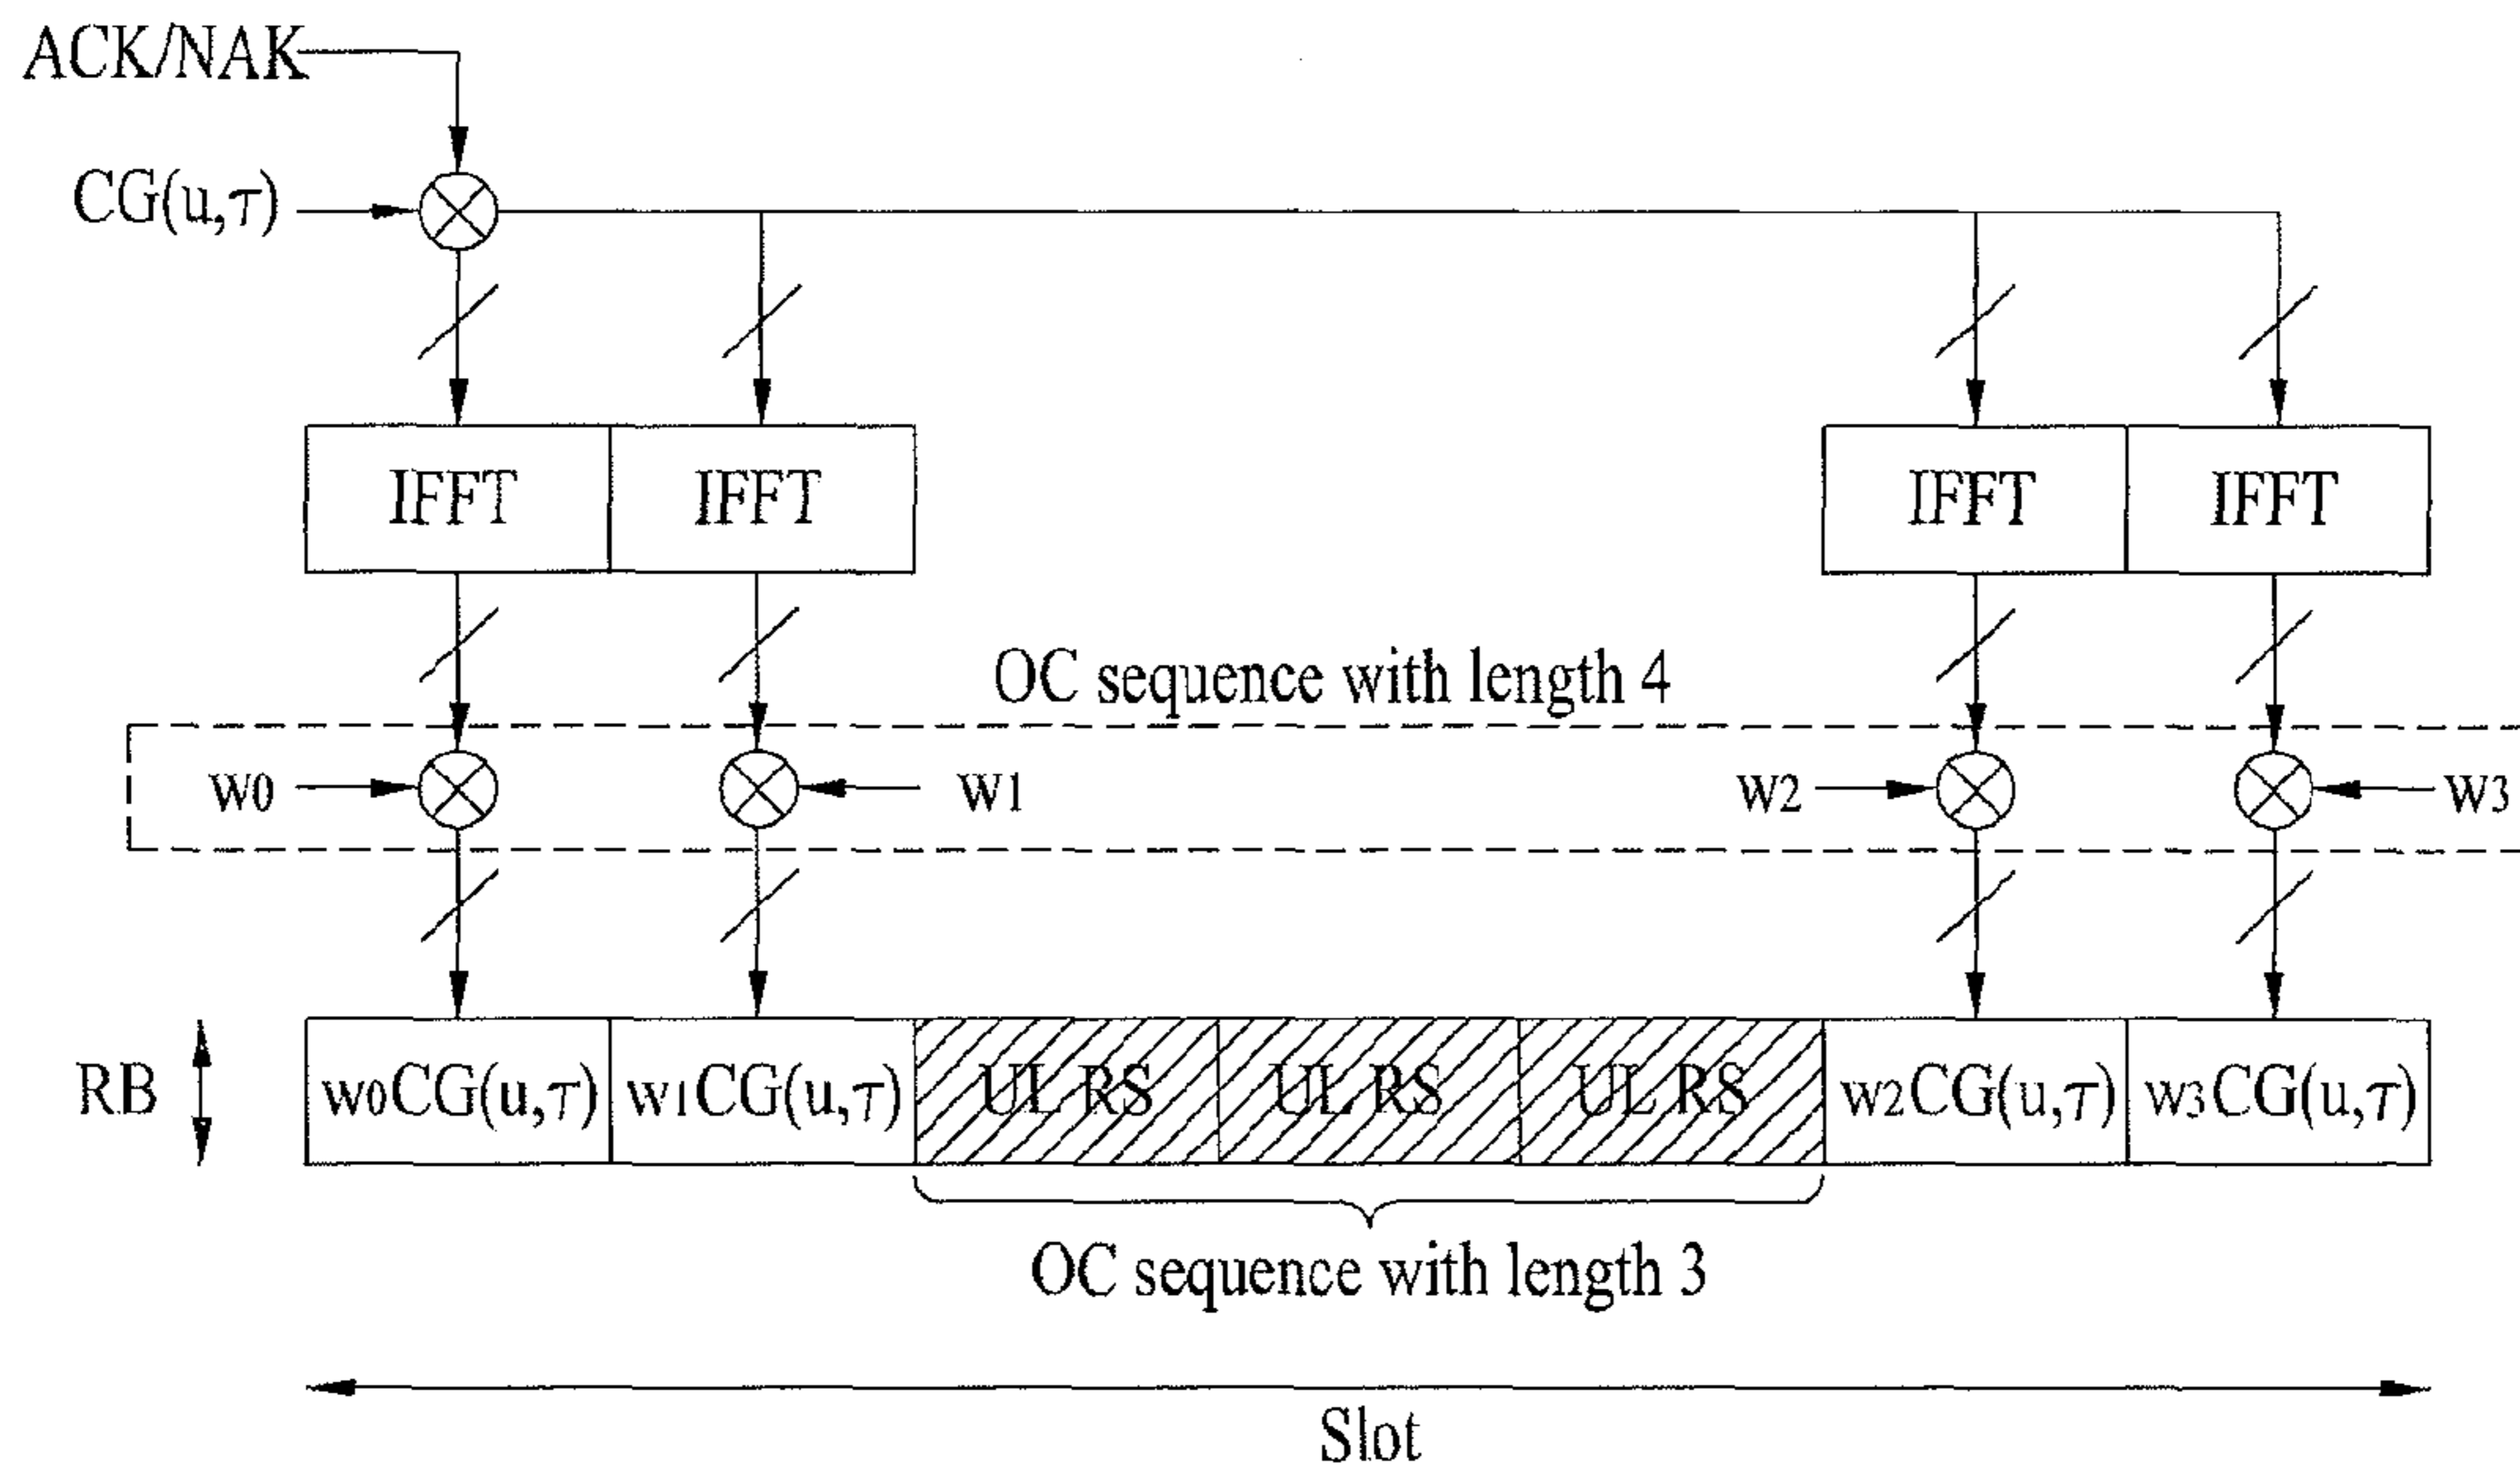 ACK/NAK
CG(u,τ)
IFFT IFFT IFFT IFFT
OC sequence with length 4
w0 w1 w2 w3
RB w0CG(u,τ) w1CG(u,τ) UL RS UL RS UL RS w2CG(u,τ) w3CG(u,τ)
OC sequence with length 3
Slot